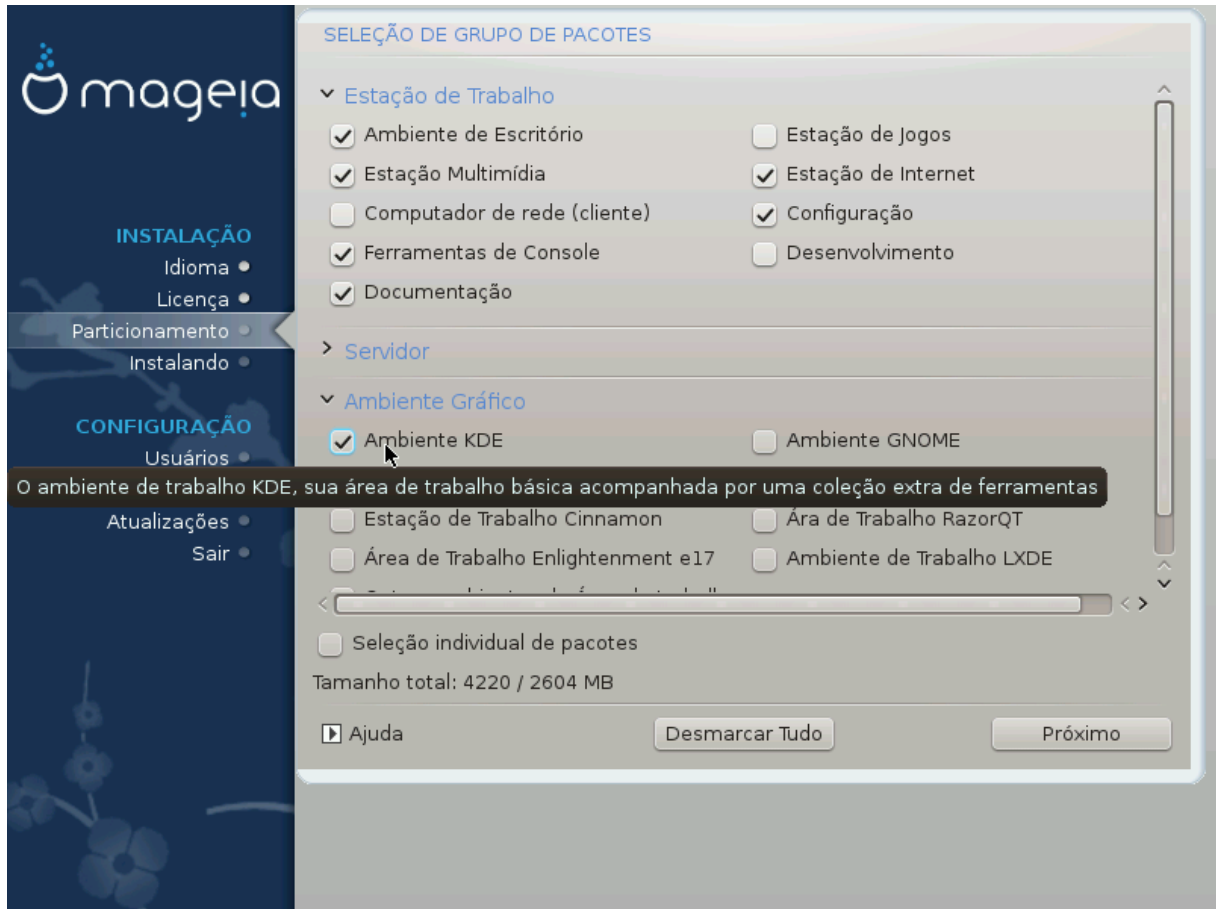 mageia
INSTALAÇÃO
Idioma
Licença
Particionamento
Instalando
CONFIGURAÇÃO
Usuários
Atualizações
Sair
SELEÇÃO DE GRUPO DE PACOTES
Estação de Trabalho
Ambiente de Escritório
Estação de Jogos
Estação Multimídia
Estação de Internet
Computador de rede (cliente)
Configuração
Ferramentas de Console
Desenvolvimento
Documentação
Servidor
Ambiente Gráfico
Ambiente KDE
Ambiente GNOME
O ambiente de trabalho KDE, sua área de trabalho básica acompanhada por uma coleção extra de ferramentas
Estação de Trabalho Cinnamon
Ára de Trabalho RazorQT
Área de Trabalho Enlightenment e17
Ambiente de Trabalho LXDE
Seleção individual de pacotes
Tamanho total: 4220 / 2604 MB
Ajuda
Desmarcar Tudo
Próximo